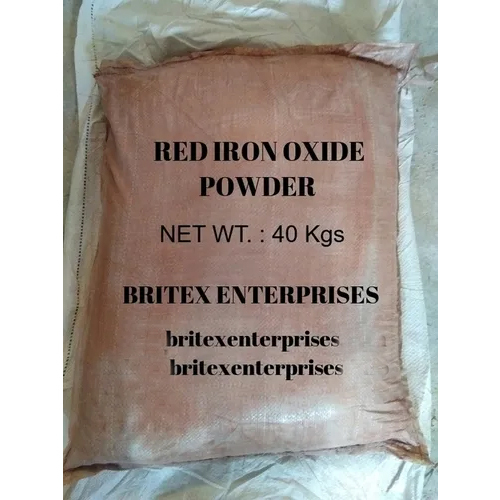 RED IRON OXIDE
POWDER
NET WT. : 40 Kgs
BRITEX ENTERPRISES
britexenterprises
britexenterprises